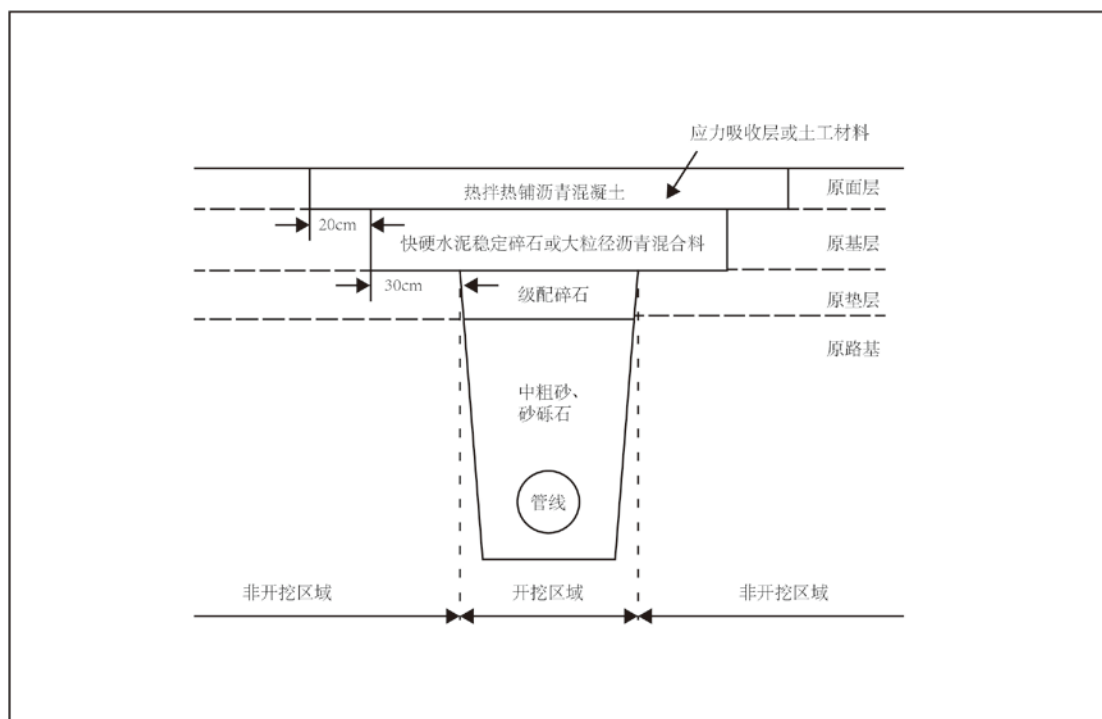 应力吸收层或土工材料
热拌热铺沥青混凝土
原面层
20cm
快硬水泥稳定碎石或大粒径沥青混合料
原基层
30cm
级配碎石
原垫层
原路基
中粗砂、
砂砾石
管线
非开挖区域
开挖区域
非开挖区域